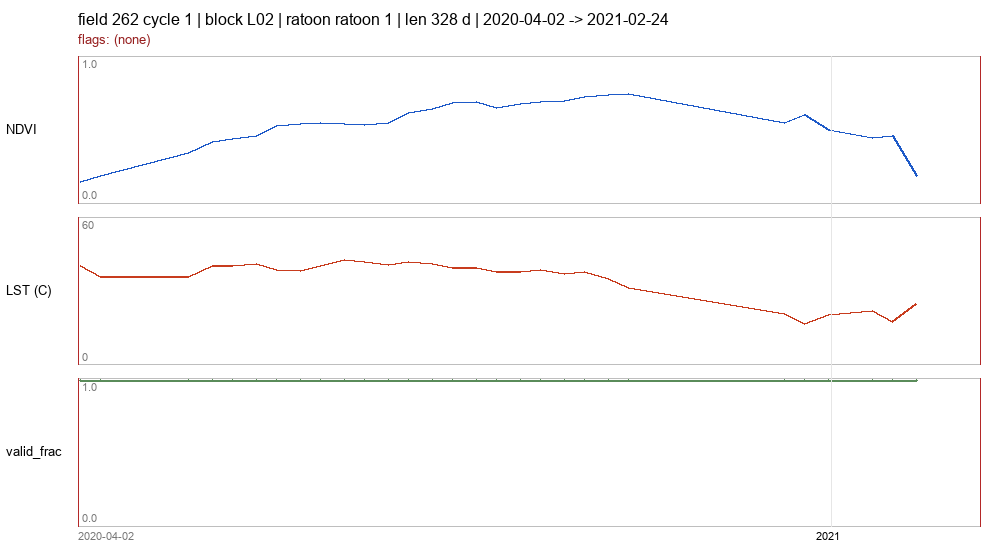 field 262 cycle 1 | block L02 | ratoon ratoon 1 | len 328 d | 2020-04-02 -> 2021-02-24
flags: (none)
1.0
NDVI
0.0
60
LST (C)
0
1.0
valid_frac
0.0
2020-04-02 2021